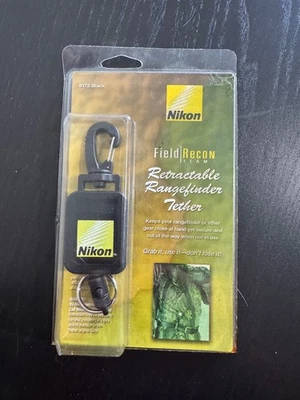 8173 Black
Nikon
Field Recon
TEAM
Retractable
Rangefinder
Tether
Keeps your rangefinder or other
gear close at hand yet secure and
out of the way when not in use
Grab it, use it—don't lose it!
Nikon